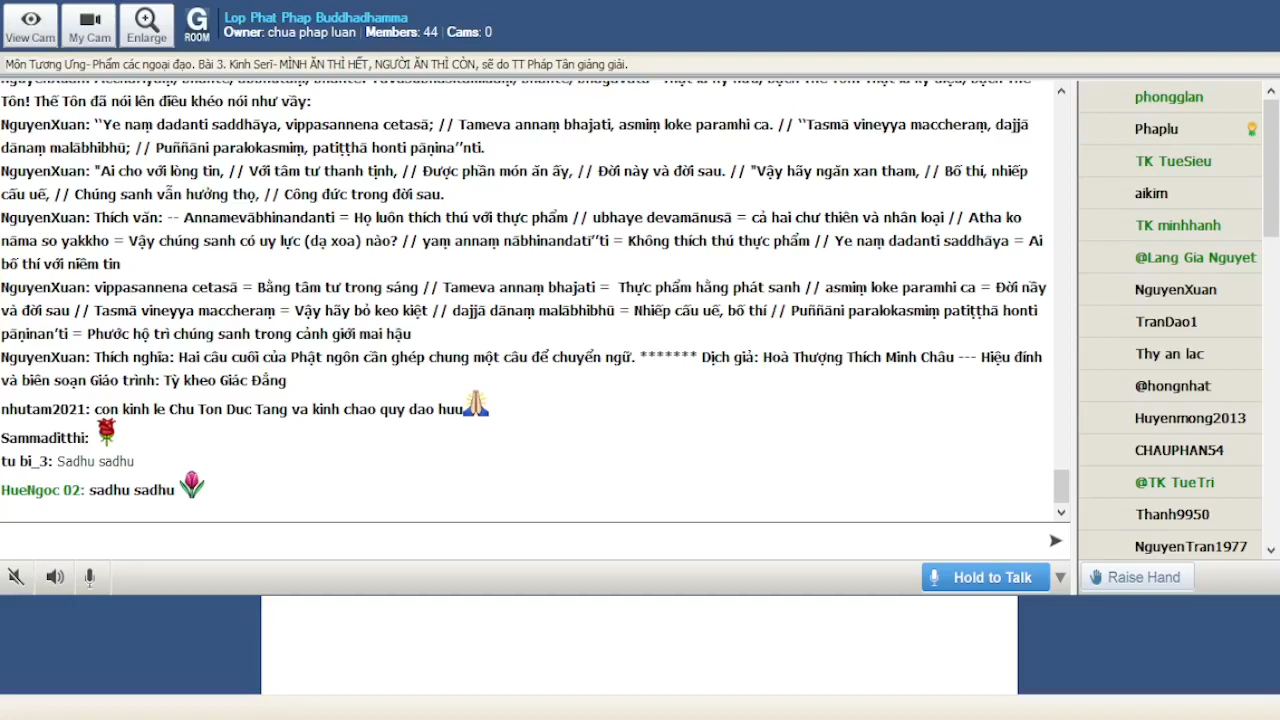 View Cam
My Cam
Enlarge
G
ROOM
Lop Phat Phap Buddhadhamma
Owner: chua phap luan | Members: 44 | Cams: 0
Môn Tương Ưng- Phẩm các ngoại đạo. Bài 3. Kinh Serī- MÌNH ĂN THÌ HẾT, NGƯỜI ĂN THÌ CÒN, sẽ do TT Pháp Tân giảng giải.
Tôn! Thế Tôn đã nói lên điều khéo nói như vầy:
NguyenXuan: ‘‘Ye naṃ dadanti saddhāya, vippasannena cetasā; // Tameva annaṃ bhajati, asmiṃ loke paramhi ca. // ‘‘Tasmā vineyya maccheraṃ, dajjā
dānaṃ malābhibhū; // Puññāni paralokasmiṃ, patiṭṭhā honti pāṇina’’nti.
NguyenXuan: "Ai cho với lòng tin, // Với tâm tư thanh tịnh, // Được phần món ăn ấy, // Đời này và đời sau. // "Vậy hãy ngăn xan tham, // Bố thí, nhiếp
cấu uế, // Chúng sanh vẫn hưởng thọ, // Công đức trong đời sau.
NguyenXuan: Thích văn: -- Annamevābhinandanti = Họ luôn thích thú với thực phẩm // ubhaye devamānusā = cả hai chư thiên và nhân loại // Atha ko
nāma so yakkho = Vậy chúng sanh có uy lực (dạ xoa) nào? // yaṃ annaṃ nābhinandatī’’ti = Không thích thú thực phẩm // Ye naṃ dadanti saddhāya = Ai
bố thí với niềm tin
NguyenXuan: vippasannena cetasā = Bằng tâm tư trong sáng // Tameva annaṃ bhajati = Thực phẩm hằng phát sanh // asmiṃ loke paramhi ca = Đời nầy
và đời sau // Tasmā vineyya maccheraṃ = Vậy hãy bỏ keo kiệt // dajjā dānaṃ malābhibhū = Nhiếp cấu uế, bố thí // Puññāni paralokasmiṃ patiṭṭhā honti
pāṇinan’ti = Phước hộ trì chúng sanh trong cảnh giới mai hậu
NguyenXuan: Thích nghĩa: Hai câu cuối của Phật ngôn cần ghép chung một câu để chuyển ngữ. ******* Dịch giả: Hoà Thượng Thích Minh Châu --- Hiệu đính
và biên soạn Giáo trình: Tỳ kheo Giác Đẳng
nhutam2021: con kinh le Chu Ton Duc Tang va kinh chao quy dao huu
Sammaditthi:
tu bi_3: Sadhu sadhu
HueNgoc 02: sadhu sadhu
Hold to Talk
phongglan
Phaplu
TK TueSieu
aikim
TK minhhanh
@Lang Gia Nguyet
NguyenXuan
TranDao1
Thy an lac
@hongnhat
Huyenmong2013
CHAUPHAN54
@TK TueTri
Thanh9950
NguyenTran1977
Raise Hand